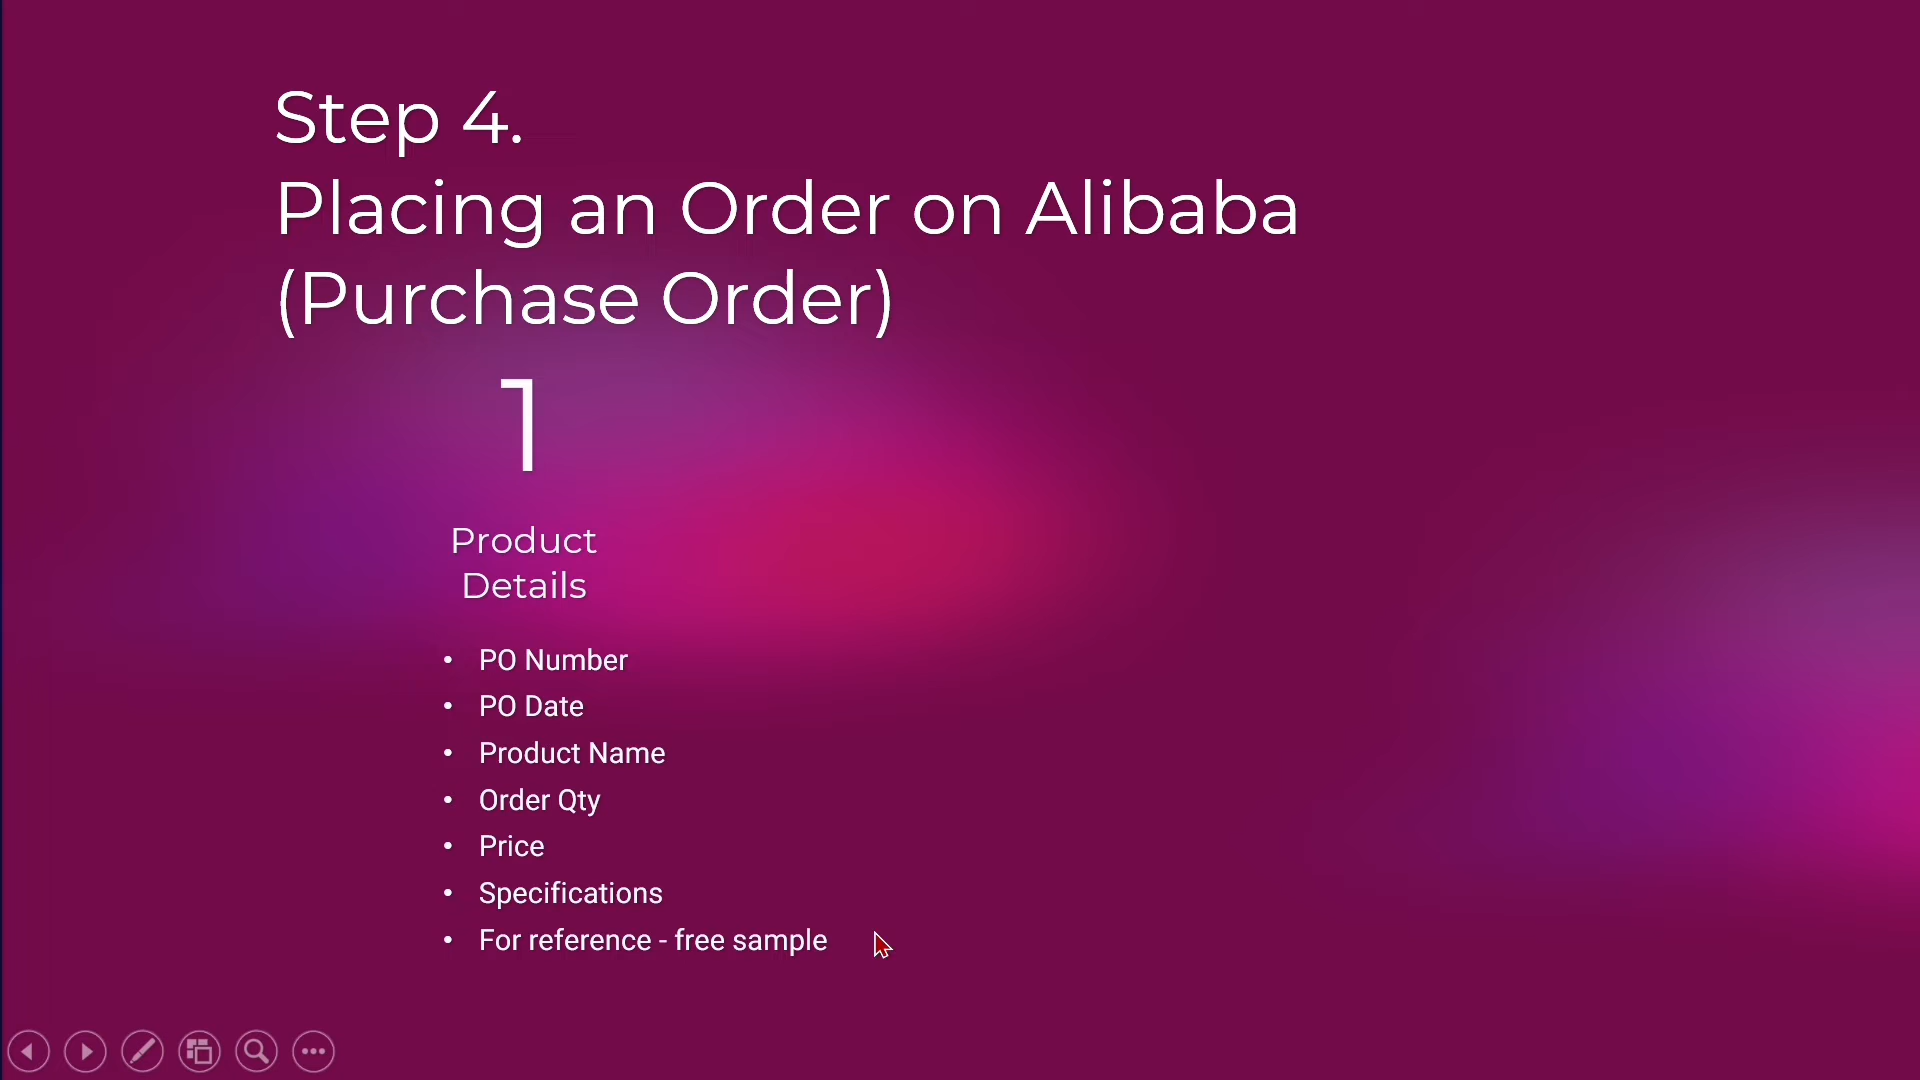 Step 4.
Placing an Order on Alibaba
(Purchase Order)
1
Product
Details
• PO Number
• PO Date
• Product Name
• Order Qty
• Price
• Specifications
• For reference - free sample